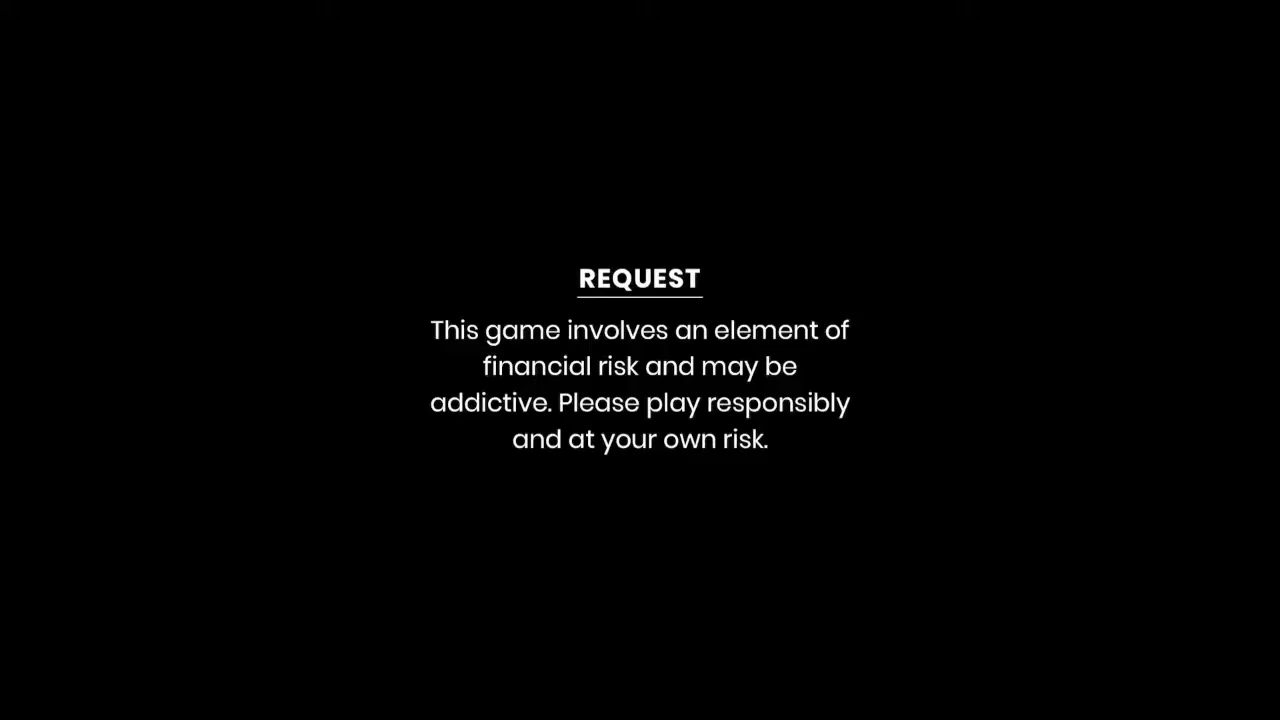 REQUEST
This game involves an element of
financial risk and may be
addictive. Please play responsibly
and at your own risk.